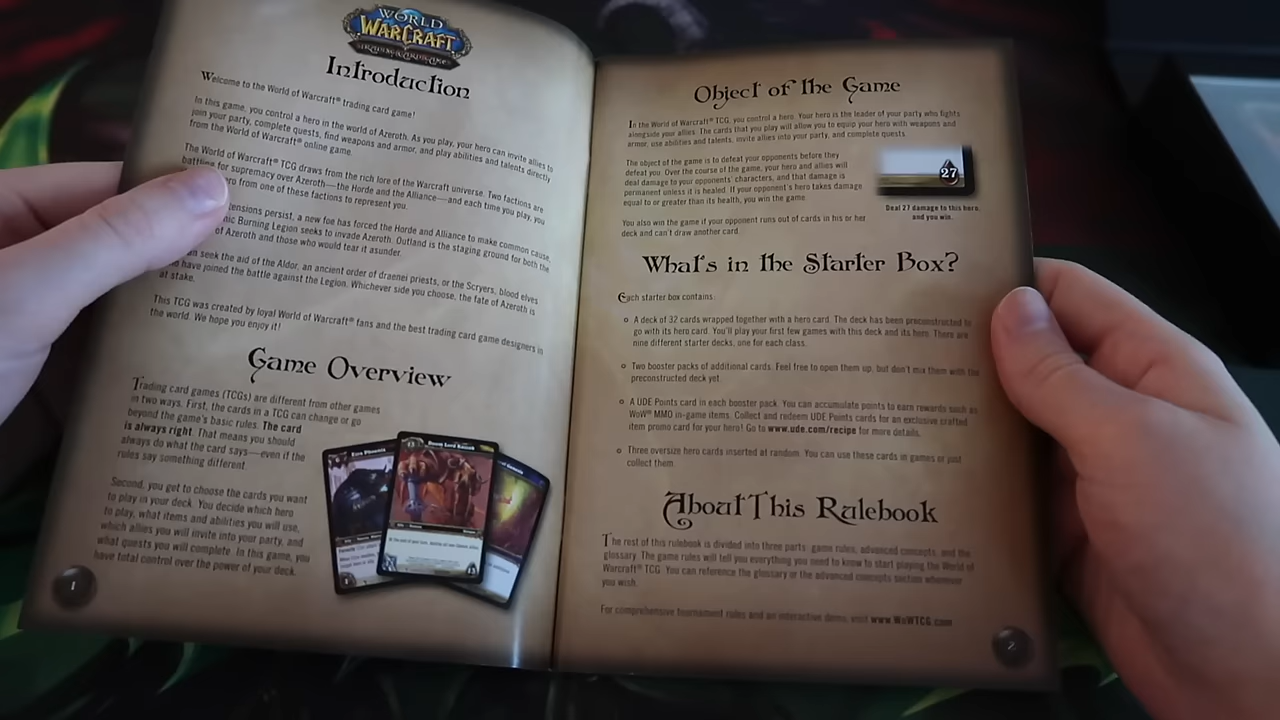 WORLD
WARCRAFT
TRADING CARD GAME
Introduction
Welcome to the World of Warcraft® trading card game!
In this game, you control a hero in the world of Azeroth. As you play, your hero can invite allies to
join your party, complete quests, find weapons and armor, and play abilities and talents directly
from the World of Warcraft® online game.
The World of Warcraft® TCG draws from the rich lore of the Warcraft universe. Two factions are
battling for supremacy over Azeroth—the Horde and the Alliance—and each time you play, you
ero from one of these factions to represent you.
tensions persist, a new foe has forced the Horde and Alliance to make common cause.
nic Burning Legion seeks to invade Azeroth. Outland is the staging ground for both the
of Azeroth and those who would tear it asunder.
an seek the aid of the Aldor, an ancient order of draenei priests, or the Scryers, blood elves
have joined the battle against the Legion. Whichever side you choose, the fate of Azeroth is
at stake.
This TCG was created by loyal World of Warcraft® fans and the best trading card game designers in
the world. We hope you enjoy it!
Game Overview
Trading card games (TCGs) are different from other games
in two ways. First, the cards in a TCG can change or go
beyond the game's basic rules. The card
is always right. That means you should
always do what the card says—even if the
rules say something different.
Second, you get to choose the cards you want
to play in your deck. You decide which hero
to play, what items and abilities you will use,
which allies you will invite into your party, and
what quests you will complete. In this game, you
have total control over the power of your deck.
1
Object of the Game
In the World of Warcraft® TCG, you control a hero. Your hero is the leader of your party who fights
alongside your allies. The cards that you play will allow you to equip your hero with weapons and
armor, use abilities and talents, invite allies into your party, and complete quests.
The object of the game is to defeat your opponents before they
defeat you. Over the course of the game, your hero and allies will
deal damage to your opponents' characters, and that damage is
permanent unless it is healed. If your opponent's hero takes damage
equal to or greater than its health, you win the game.
27
Deal 27 damage to this hero,
and you win.
You also win the game if your opponent runs out of cards in his or her
deck and can't draw another card.
What's in the Starter Box?
Each starter box contains:
A deck of 32 cards wrapped together with a hero card. The deck has been preconstructed to
go with its hero card. You'll play your first few games with this deck and its hero. There are
nine different starter decks, one for each class.
Two booster packs of additional cards. Feel free to open them up, but don't mix them with the
preconstructed deck yet.
A UDE Points card in each booster pack. You can accumulate points to earn rewards such as
WoW® MMO in-game items. Collect and redeem UDE Points cards for an exclusive crafted
item promo card for your hero! Go to www.ude.com/recipe for more details.
Three oversize hero cards inserted at random. You can use these cards in games or just
collect them.
About This Rulebook
The rest of this rulebook is divided into three parts: game rules, advanced concepts, and the
glossary. The game rules will tell you everything you need to know to start playing the World of
Warcraft® TCG. You can reference the glossary or the advanced concepts section whenever
you wish.
For comprehensive tournament rules and an interactive demo, visit www.WoWTCG.com
2